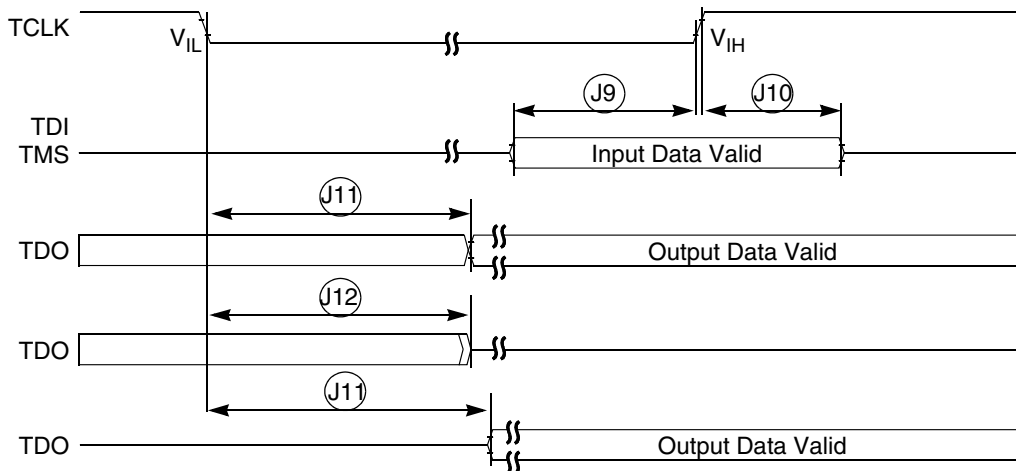 TCLK
VIL
VIH
J9
J10
TDI
TMS
Input Data Valid
J11
TDO
Output Data Valid
J12
TDO
J11
TDO
Output Data Valid